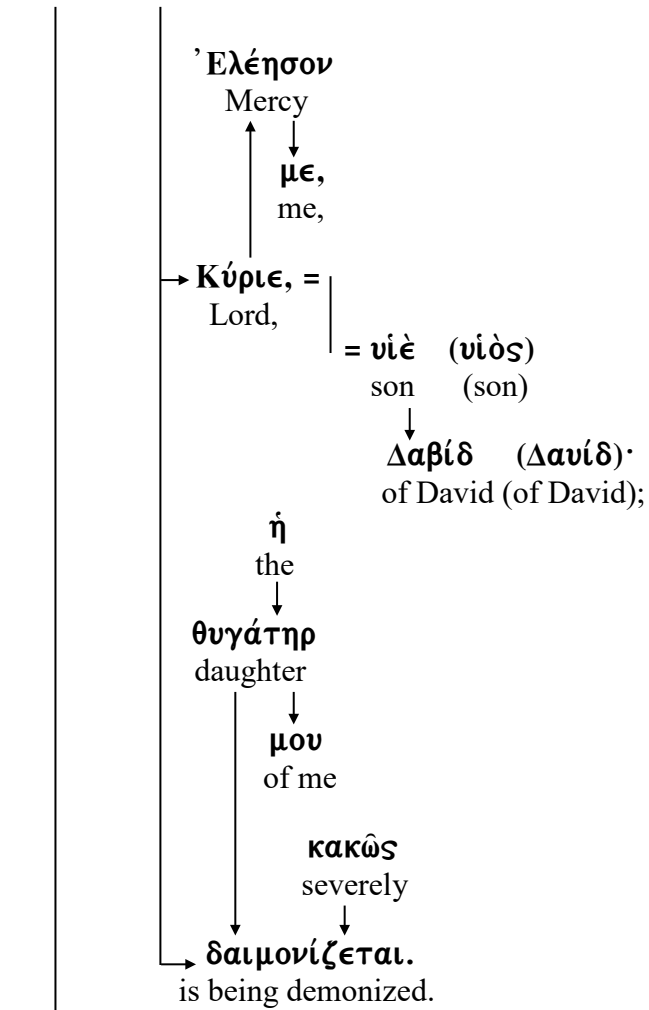 Ἐλέησον
Mercy
με,
me,
Κύριε, =
Lord,
= υἱὲ (υἱὸς)
son (son)
Δαβίδ (Δαυίδ)·
of David (of David);
ἡ
the
θυγάτηρ
daughter
μου
of me
κακῶς
severely
δαιμονίζεται.
is being demonized.